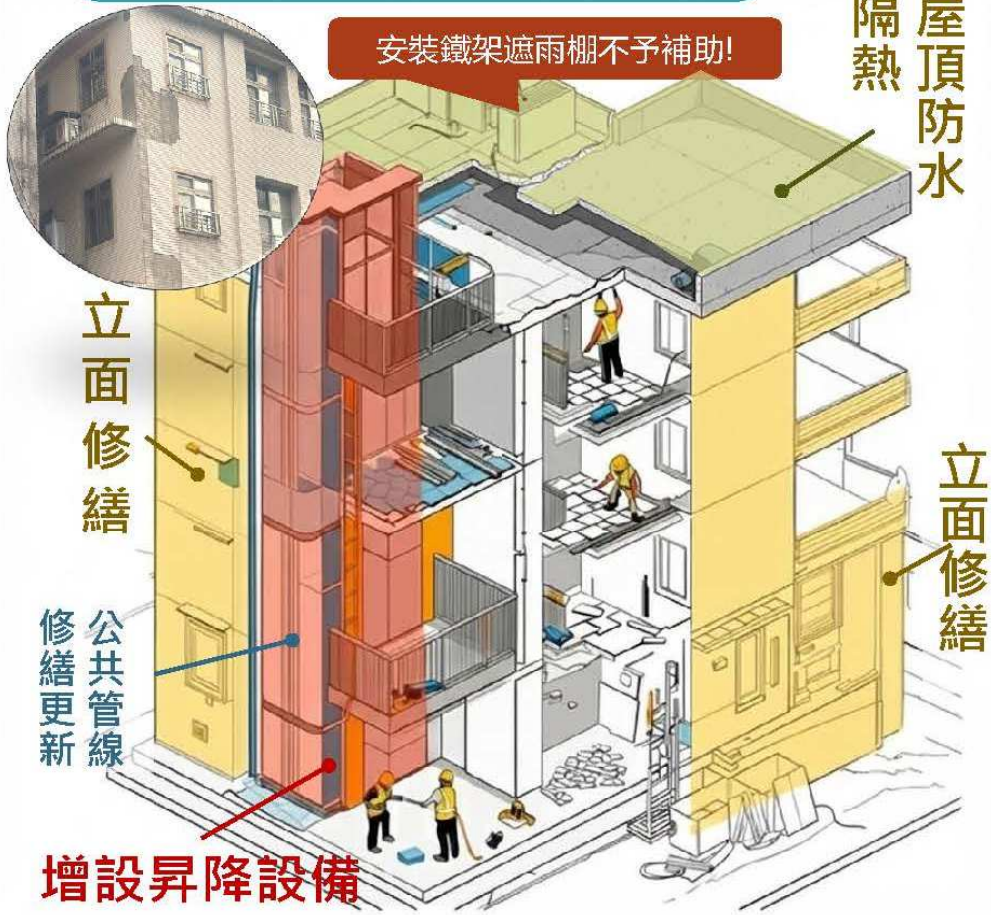 安裝鐵架遮雨棚不予補助!
屋頂防水
隔熱
立面修繕
立面修繕
公共管線
修繕更新
增設昇降設備